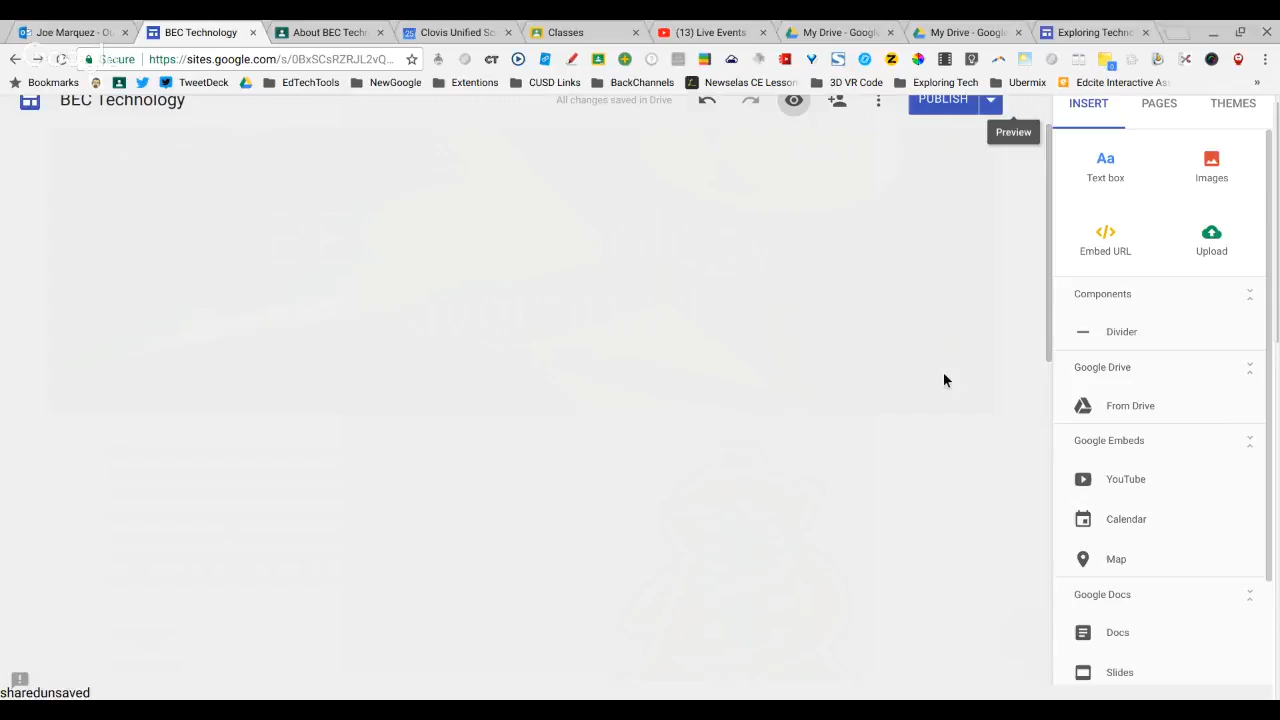 Joe Marquez - Ou
BEC Technology
About BEC Techn
Clovis Unified Sc
Classes
(13) Live Events
My Drive - Google
My Drive - Google
Exploring Techno
Secure
https://sites.google.com/s/0BxSCsRZRJL2vQ...
Bookmarks
TweetDeck
EdTechTools
NewGoogle
Extentions
CUSD Links
BackChannels
Newselas CE Lesson
3D VR Code
Exploring Tech
Ubermix
Edcite Interactive Ass
»
BEC Technology
All changes saved in Drive
PUBLISH
Preview
INSERT
PAGES
THEMES
Aa
Text box
Images
Embed URL
Upload
Components
Divider
Google Drive
From Drive
Google Embeds
YouTube
Calendar
Map
Google Docs
Docs
Slides
sharedunsaved